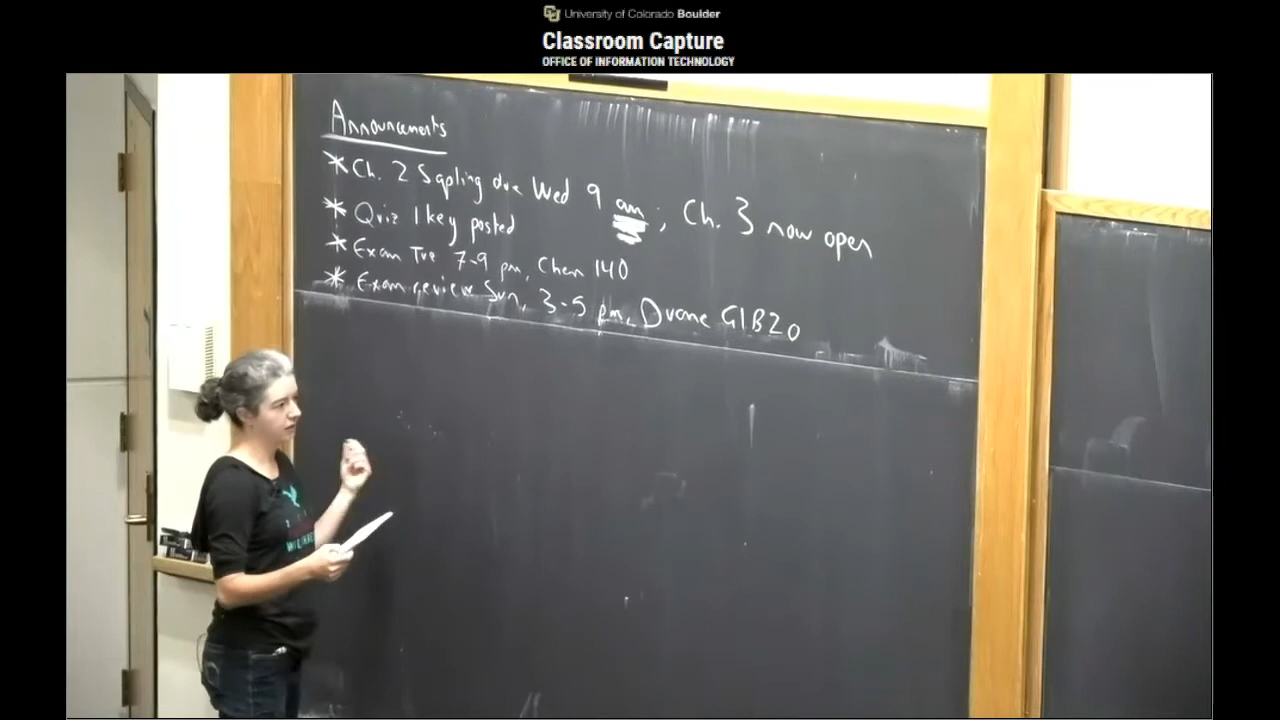 University of Colorado Boulder
Classroom Capture
OFFICE OF INFORMATION TECHNOLOGY
Announcements
* Ch. 2 Sapling due Wed 9 am; Ch. 3 now open
* Quiz 1 key posted
* Exam Tue 7-9 pm, Chem 140
* Exam review Sun, 3-5 pm, Duane G1B20